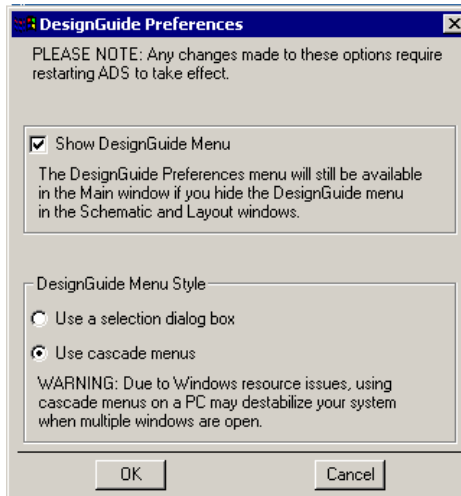 DesignGuide Preferences
PLEASE NOTE: Any changes made to these options require
restarting ADS to take effect.
Show DesignGuide Menu
The DesignGuide Preferences menu will still be available
in the Main window if you hide the DesignGuide menu
in the Schematic and Layout windows.
DesignGuide Menu Style
Use a selection dialog box
Use cascade menus
WARNING: Due to Windows resource issues, using
cascade menus on a PC may destabilize your system
when multiple windows are open.
OK
Cancel